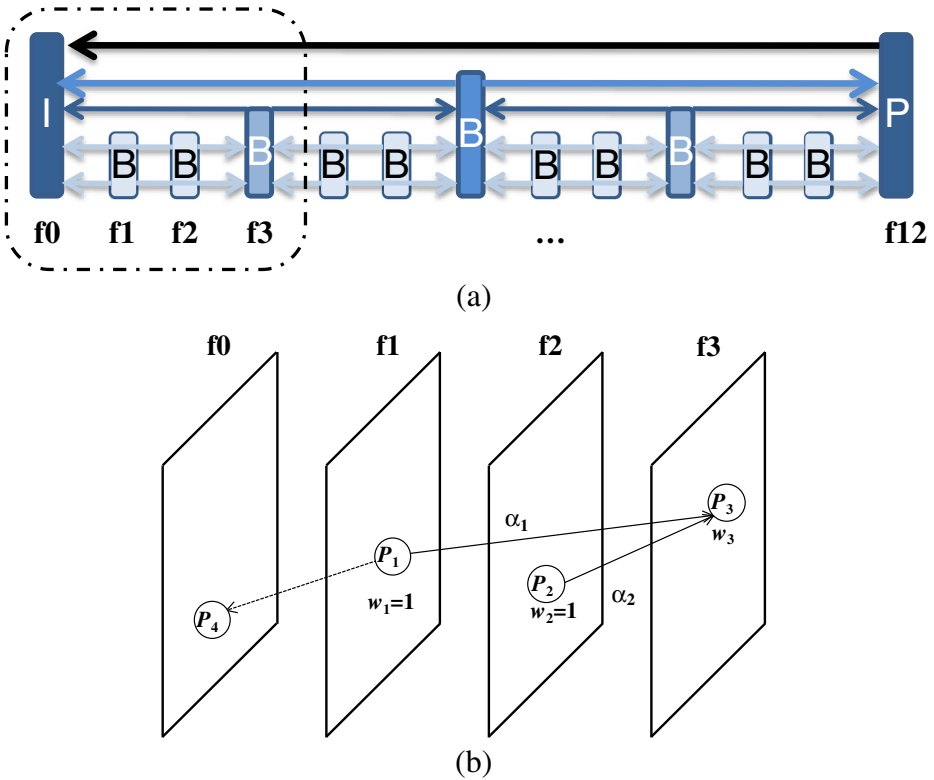 I B B B B B B B B B B B P
f0 f1 f2 f3 ... f12
(a)
f0 f1 f2 f3
P3
α1
w3
P1
P2
w1=1
α2
w2=1
P4
(b)